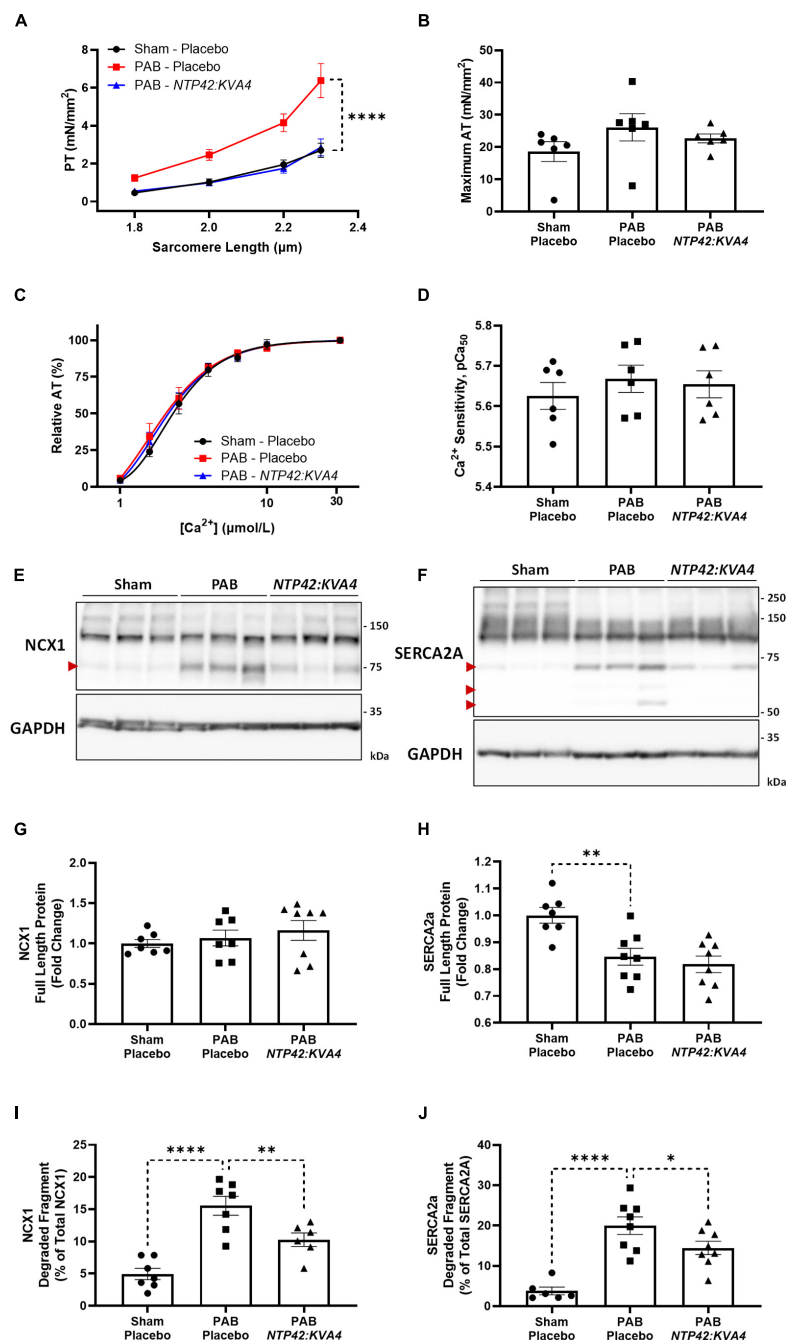 A
Sham - Placebo
PAB - Placebo
PAB - NTP42:KVA4
PT (mN/mm²)
8
6
4
2
0
****
1.8
2.0
2.2
2.4
Sarcomere Length (μm)
B
Maximum AT (mN/mm²)
50
40
30
20
10
0
Sham
Placebo
PAB
Placebo
PAB
NTP42:KVA4
C
Relative AT (%)
100
75
50
25
0
Sham - Placebo
PAB - Placebo
PAB - NTP42:KVA4
1
10
30
[Ca²⁺] (μmol/L)
D
Ca²⁺ Sensitivity, pCa₅₀
5.8
5.7
5.6
5.5
5.4
Sham
Placebo
PAB
Placebo
PAB
NTP42:KVA4
E
Sham
PAB
NTP42:KVA4
NCX1
- 150
- 75
GAPDH
- 35
kDa
F
Sham
PAB
NTP42:KVA4
SERCA2A
- 250
- 150
- 75
- 50
GAPDH
- 35
kDa
G
NCX1
Full Length Protein
(Fold Change)
2.0
1.5
1.0
0.5
0.0
Sham
Placebo
PAB
Placebo
PAB
NTP42:KVA4
H
SERCA2a
Full Length Protein
(Fold Change)
1.2
1.1
1.0
0.9
0.8
0.7
0.6
**
Sham
Placebo
PAB
Placebo
PAB
NTP42:KVA4
I
NCX1
Degraded Fragment
(% of Total NCX1)
25
20
15
10
5
0
****
**
Sham
Placebo
PAB
Placebo
PAB
NTP42:KVA4
J
SERCA2a
Degraded Fragment
(% of Total SERCA2A)
40
30
20
10
0
****
*
Sham
Placebo
PAB
Placebo
PAB
NTP42:KVA4